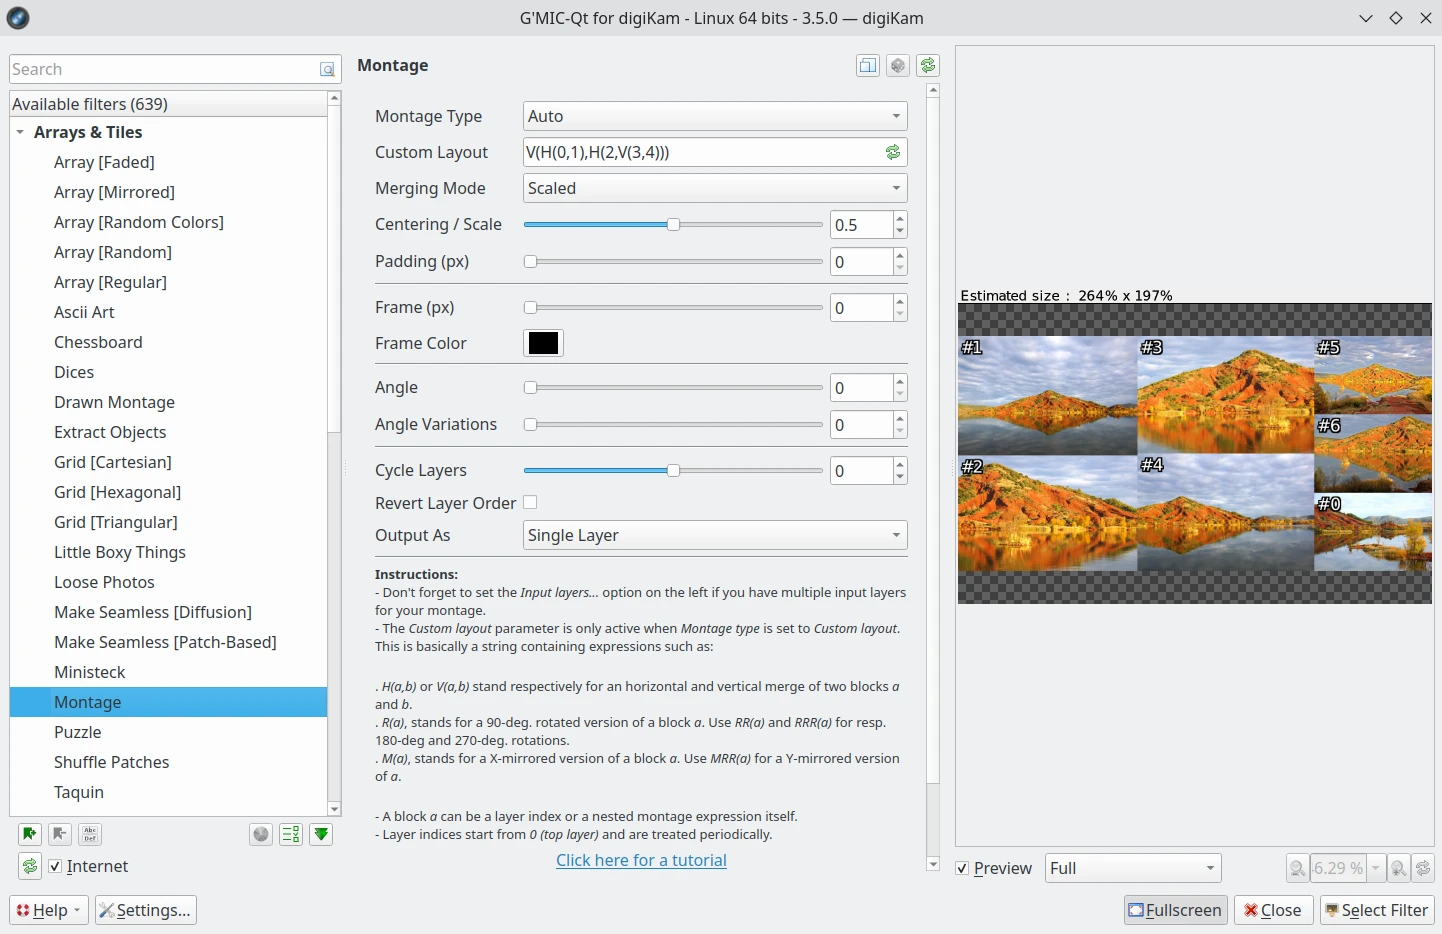 G'MIC-Qt for digiKam - Linux 64 bits - 3.5.0 — digiKam
Search
Available filters (639)
Arrays & Tiles
Array [Faded]
Array [Mirrored]
Array [Random Colors]
Array [Random]
Array [Regular]
Ascii Art
Chessboard
Dices
Drawn Montage
Extract Objects
Grid [Cartesian]
Grid [Hexagonal]
Grid [Triangular]
Little Boxy Things
Loose Photos
Make Seamless [Diffusion]
Make Seamless [Patch-Based]
Ministeck
Montage
Puzzle
Shuffle Patches
Taquin
Abc
Def
Internet
Help
Settings...
Montage
Montage Type Auto
Custom Layout V(H(0,1),H(2,V(3,4)))
Merging Mode Scaled
Centering / Scale 0.5
Padding (px) 0
Frame (px) 0
Frame Color
Angle 0
Angle Variations 0
Cycle Layers 0
Revert Layer Order
Output As Single Layer
Instructions:
- Don't forget to set the Input layers... option on the left if you have multiple input layers
for your montage.
- The Custom layout parameter is only active when Montage type is set to Custom layout.
This is basically a string containing expressions such as:
. H(a,b) or V(a,b) stand respectively for an horizontal and vertical merge of two blocks a
and b.
. R(a), stands for a 90-deg. rotated version of a block a. Use RR(a) and RRR(a) for resp.
180-deg and 270-deg. rotations.
. M(a), stands for a X-mirrored version of a block a. Use MRR(a) for a Y-mirrored version
of a.
- A block a can be a layer index or a nested montage expression itself.
- Layer indices start from 0 (top layer) and are treated periodically.
Click here for a tutorial
Estimated size : 264% x 197%
#1 #3 #5
#6
#2 #4
#0
Preview Full 6.29 %
Fullscreen Close Select Filter